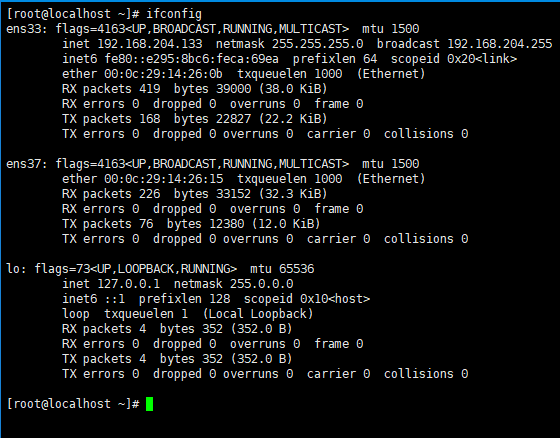 [root@localhost ~]# ifconfig
ens33: flags=4163<UP,BROADCAST,RUNNING,MULTICAST>  mtu 1500
        inet 192.168.204.133  netmask 255.255.255.0  broadcast 192.168.204.255
        inet6 fe80::e295:8bc6:feca:69ea  prefixlen 64  scopeid 0x20<link>
        ether 00:0c:29:14:26:0b  txqueuelen 1000  (Ethernet)
        RX packets 419  bytes 39000 (38.0 KiB)
        RX errors 0  dropped 0  overruns 0  frame 0
        TX packets 168  bytes 22827 (22.2 KiB)
        TX errors 0  dropped 0 overruns 0  carrier 0  collisions 0

ens37: flags=4163<UP,BROADCAST,RUNNING,MULTICAST>  mtu 1500
        ether 00:0c:29:14:26:15  txqueuelen 1000  (Ethernet)
        RX packets 226  bytes 33152 (32.3 KiB)
        RX errors 0  dropped 0  overruns 0  frame 0
        TX packets 76  bytes 12380 (12.0 KiB)
        TX errors 0  dropped 0 overruns 0  carrier 0  collisions 0

lo: flags=73<UP,LOOPBACK,RUNNING>  mtu 65536
        inet 127.0.0.1  netmask 255.0.0.0
        inet6 ::1  prefixlen 128  scopeid 0x10<host>
        loop  txqueuelen 1  (Local Loopback)
        RX packets 4  bytes 352 (352.0 B)
        RX errors 0  dropped 0  overruns 0  frame 0
        TX packets 4  bytes 352 (352.0 B)
        TX errors 0  dropped 0 overruns 0  carrier 0  collisions 0

[root@localhost ~]#